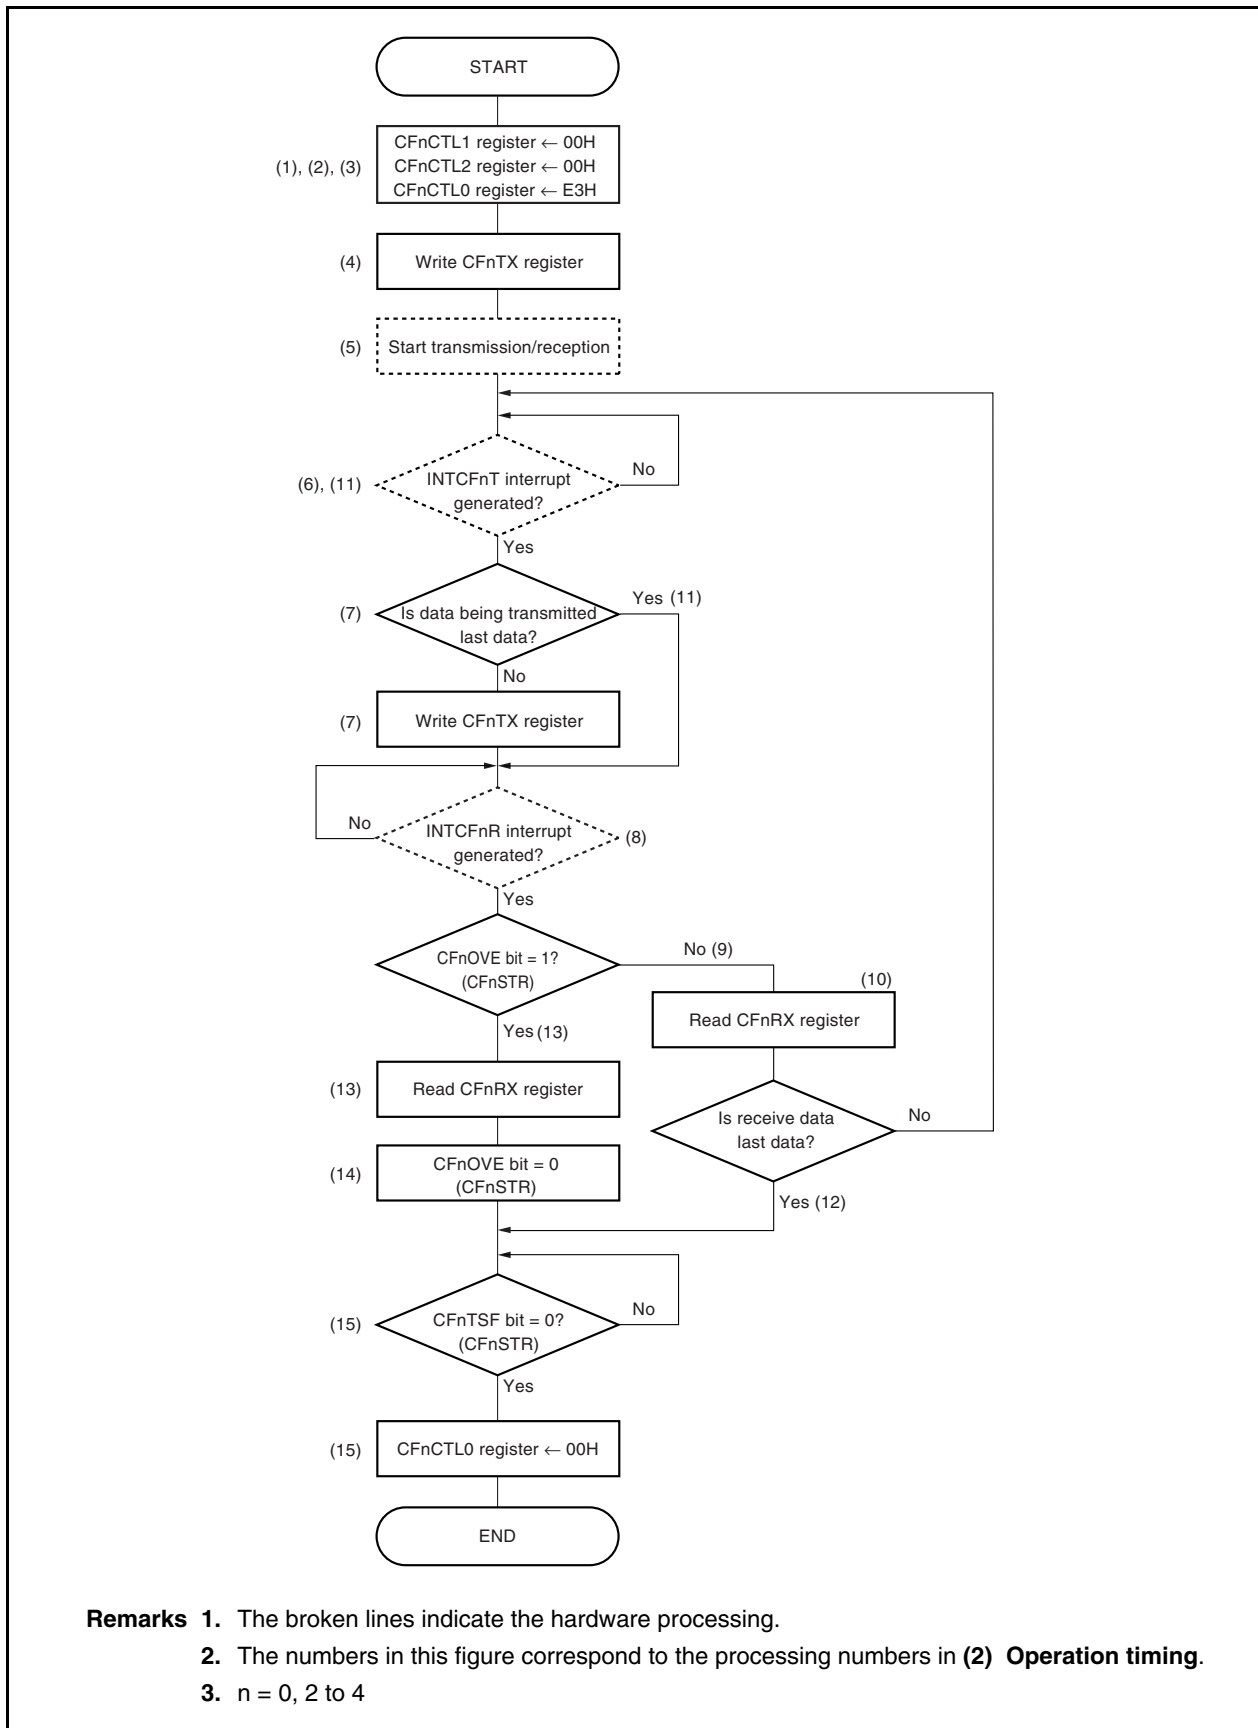 START
CFnCTL1 register ← 00H
(1), (2), (3)
CFnCTL2 register ← 00H
CFnCTL0 register ← E3H
(4)
Write CFnTX register
(5)
Start transmission/reception
(6), (11)
INTCFnT interrupt
generated?
No
Yes
(7)
Is data being transmitted
last data?
Yes (11)
No
(7)
Write CFnTX register
No
INTCFnR interrupt
generated?
(8)
Yes
CFnOVE bit = 1?
(CFnSTR)
No (9)
(10)
Read CFnRX register
Yes (13)
(13)
Read CFnRX register
Is receive data
last data?
No
(14)
CFnOVE bit = 0
(CFnSTR)
Yes (12)
(15)
CFnTSF bit = 0?
(CFnSTR)
No
Yes
(15)
CFnCTL0 register ← 00H
END
Remarks 1. The broken lines indicate the hardware processing.
2. The numbers in this figure correspond to the processing numbers in (2) Operation timing.
3. n = 0, 2 to 4